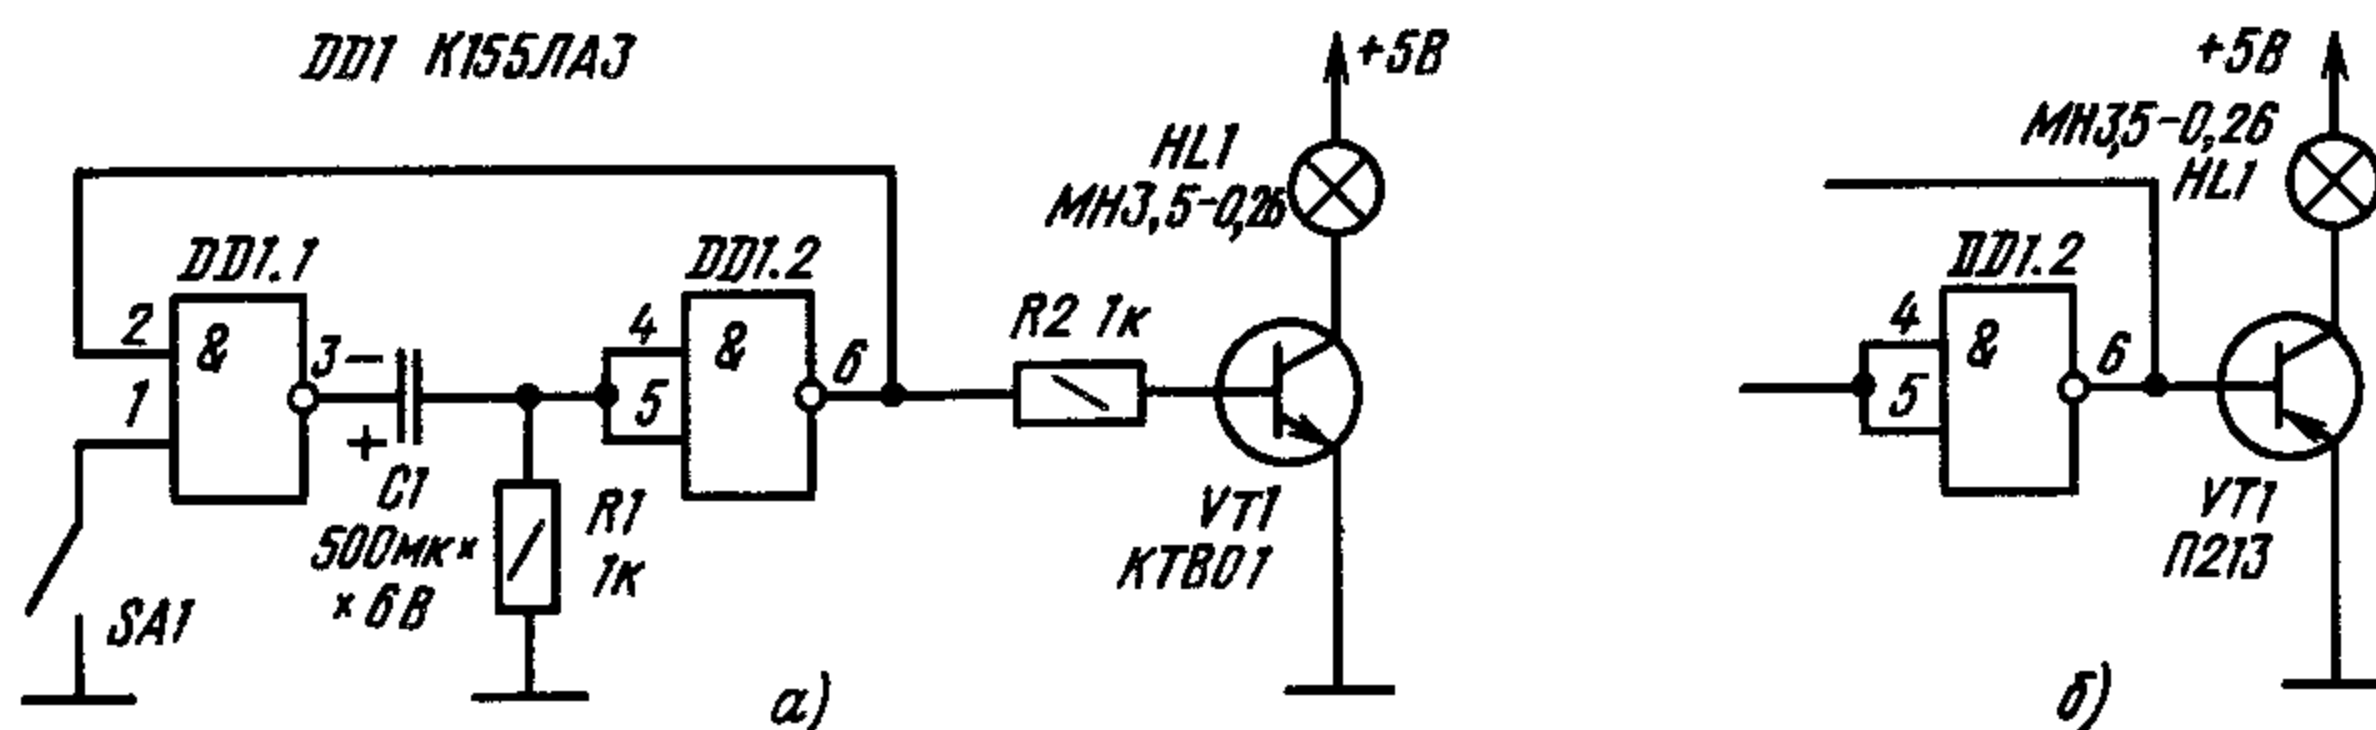 DD1 К155ЛА3
+5В
HL1
МН3,5-0,26
DD1.1
2
&
1
3
-
+
C1
500мк×
×6В
SA1
R1
1к
DD1.2
4
&
5
6
R2 1к
VT1
КТ801
а)
+5В
МН3,5-0,26
HL1
DD1.2
4
&
5
6
VT1
П213
б)